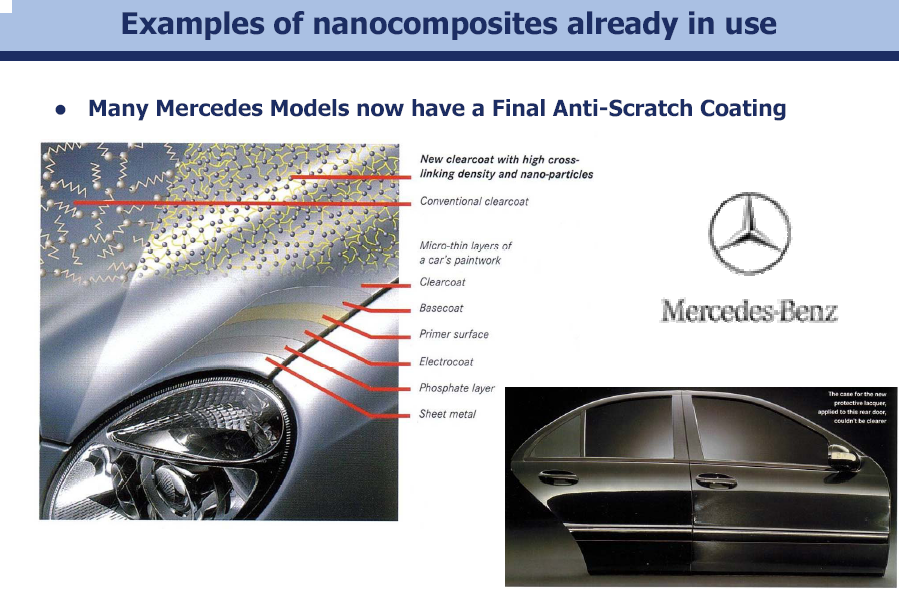 Examples of nanocomposites already in use
● Many Mercedes Models now have a Final Anti-Scratch Coating
New clearcoat with high cross-
linking density and nano-particles
Conventional clearcoat
Micro-thin layers of
a car's paintwork
Clearcoat
Basecoat
Primer surface
Electrocoat
Phosphate layer
Sheet metal
Mercedes-Benz
The case for the new
protective lacquer,
applied to this rear door,
couldn't be clearer